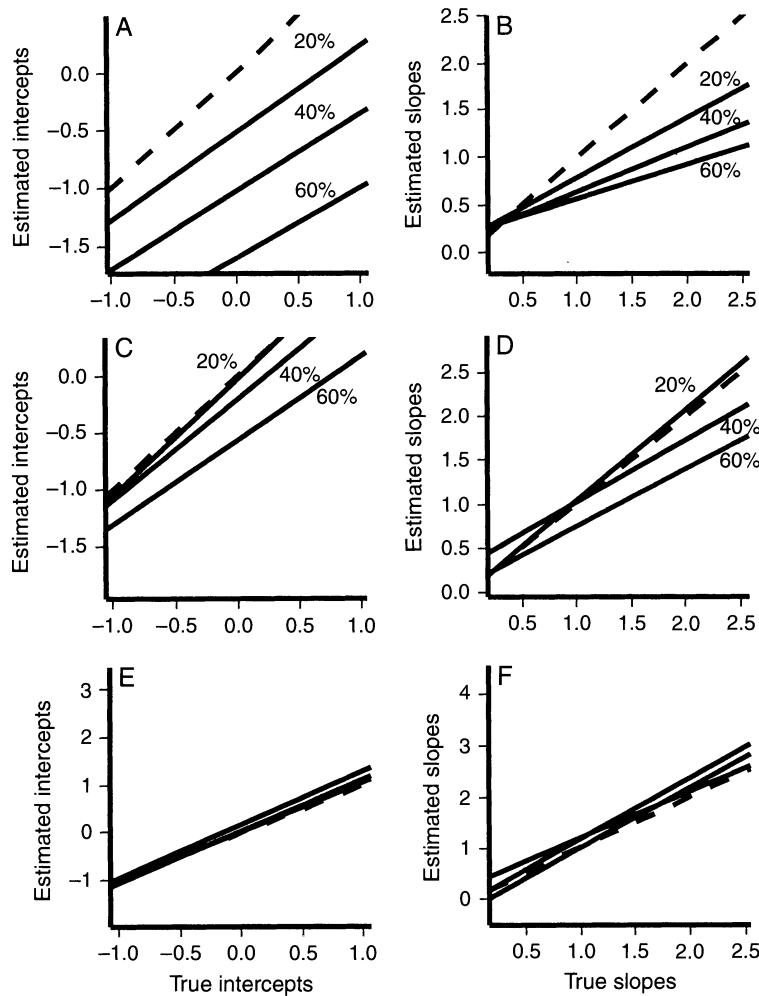 A
Estimated intercepts
0.0
−0.5
−1.0
−1.5
20%
40%
60%
−1.0 −0.5 0.0 0.5 1.0
B
Estimated slopes
2.5
2.0
1.5
1.0
0.5
0.0
20%
40%
60%
0.5 1.0 1.5 2.0 2.5
C
Estimated intercepts
0.0
−0.5
−1.0
−1.5
20%
40%
60%
−1.0 −0.5 0.0 0.5 1.0
D
Estimated slopes
2.5
2.0
1.5
1.0
0.5
0.0
20%
40%
60%
0.5 1.0 1.5 2.0 2.5
E
Estimated intercepts
3
2
1
0
−1
−1.0 −0.5 0.0 0.5 1.0
True intercepts
F
Estimated slopes
4
3
2
1
0
0.5 1.0 1.5 2.0 2.5
True slopes